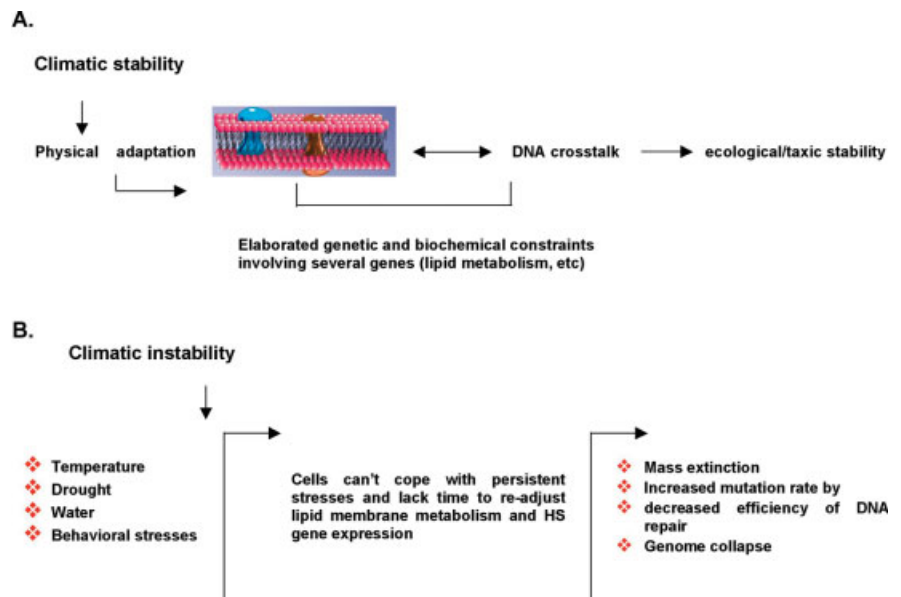 A.
Climatic stability
Physical adaptation
DNA crosstalk
ecological/taxic stability
Elaborated genetic and biochemical constraints
involving several genes (lipid metabolism, etc)
B.
Climatic instability
Temperature
Drought
Water
Behavioral stresses
Cells can't cope with persistent
stresses and lack time to re-adjust
lipid membrane metabolism and HS
gene expression
Mass extinction
Increased mutation rate by
decreased efficiency of DNA
repair
Genome collapse